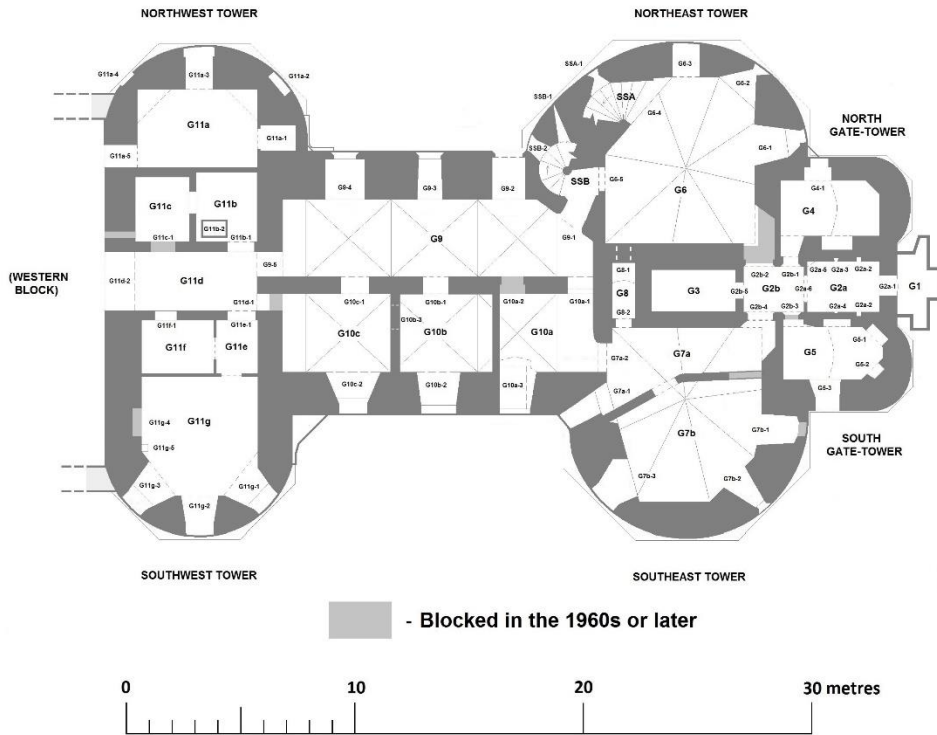 NORTHWEST TOWER
NORTHEAST TOWER
G11a-4
G11a-3
G11a-2
SSA-1
G6-3
G6-2
SSB-1
SSA
G6-4
NORTH
GATE-TOWER
G11a
G11a-1
G11a-5
SSB-2
G6-1
SSB
G6-5
G6
G9-4
G9-3
G9-2
G4-1
G4
G11c
G11b
G11b-2
G11c-1
G11b-1
G9
G9-1
G9-5
(WESTERN
BLOCK)
G11d-2
G11d
G8-1
G2b-2
G2b-1
G2a-5
G2a-3
G2a-2
G2a-1
G1
G8
G3
G2b-5
G2b
G2a-6
G2a
G11d-1
G10c-1
G10b-1
G10a-2
G10a-1
G8-2
G2b-4
G2b-3
G2a-4
G2a-2
G11f-1
G11e-1
G10b-3
G10c
G10b
G10a
G11f
G11e
G7a-2
G7a
G5
G5-1
G5-2
G10c-2
G10b-2
G10a-3
G7a-1
G5-3
G11g
G11g-4
G11g-5
G7b
G7b-1
SOUTH
GATE-TOWER
G11g-3
G11g-1
G11g-2
G7b-3
G7b-2
SOUTHWEST TOWER
SOUTHEAST TOWER
- Blocked in the 1960s or later
0
10
20
30 metres